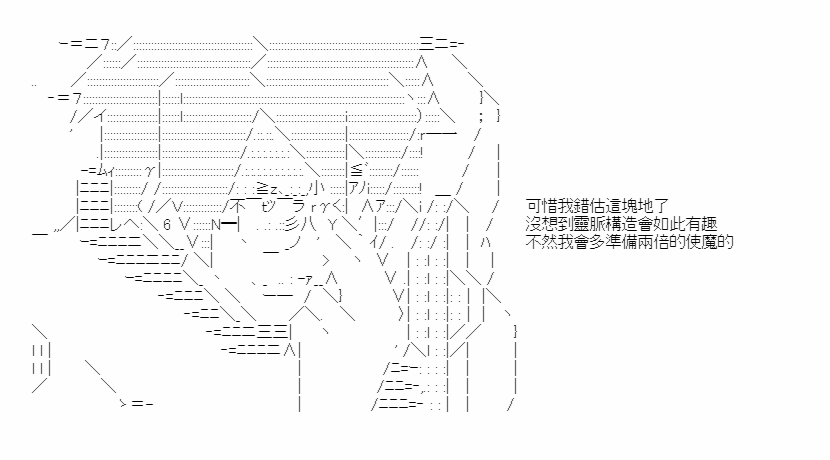 可惜我錯估這塊地了
沒想到靈脈構造會如此有趣
不然我會多準備兩倍的使魔的